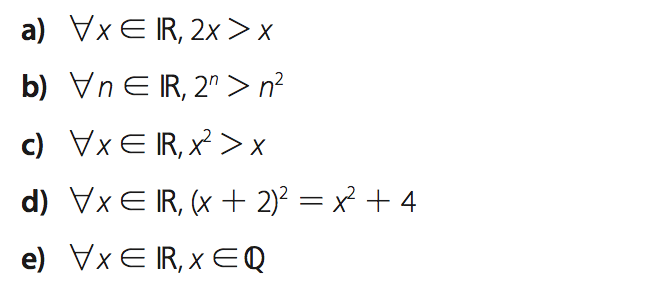 a) ∀x ∈ ℝ, 2x > x
b) ∀n ∈ ℝ, 2ⁿ > n²
c) ∀x ∈ ℝ, x² > x
d) ∀x ∈ ℝ, (x + 2)² = x² + 4
e) ∀x ∈ ℝ, x ∈ ℚ